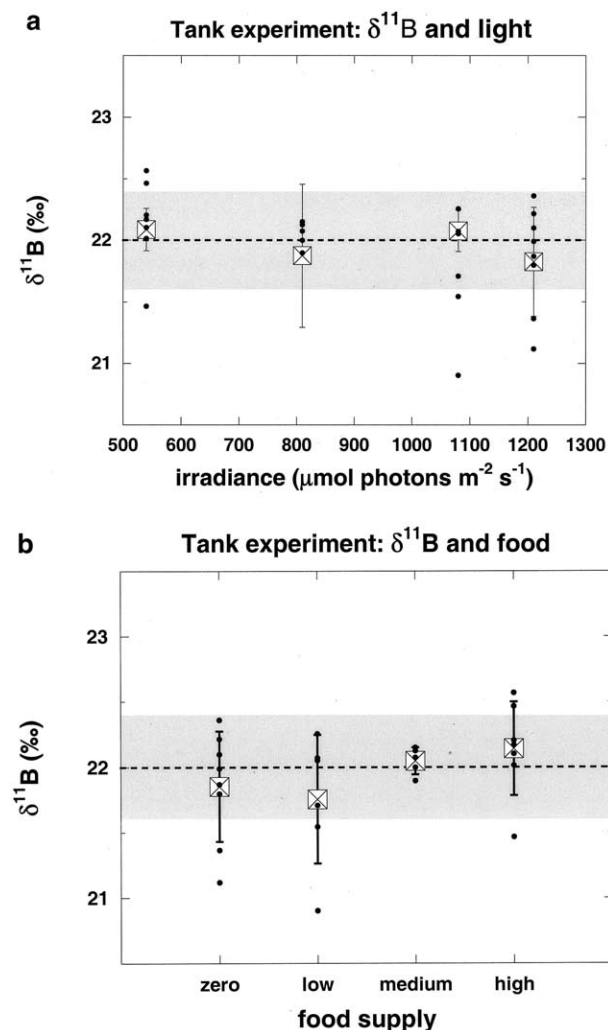 a
Tank experiment: δ¹¹B and light
δ¹¹B (‰)
23
22
21
500 600 700 800 900 1000 1100 1200 1300
irradiance (μmol photons m⁻² s⁻¹)
b
Tank experiment: δ¹¹B and food
δ¹¹B (‰)
23
22
21
zero low medium high
food supply